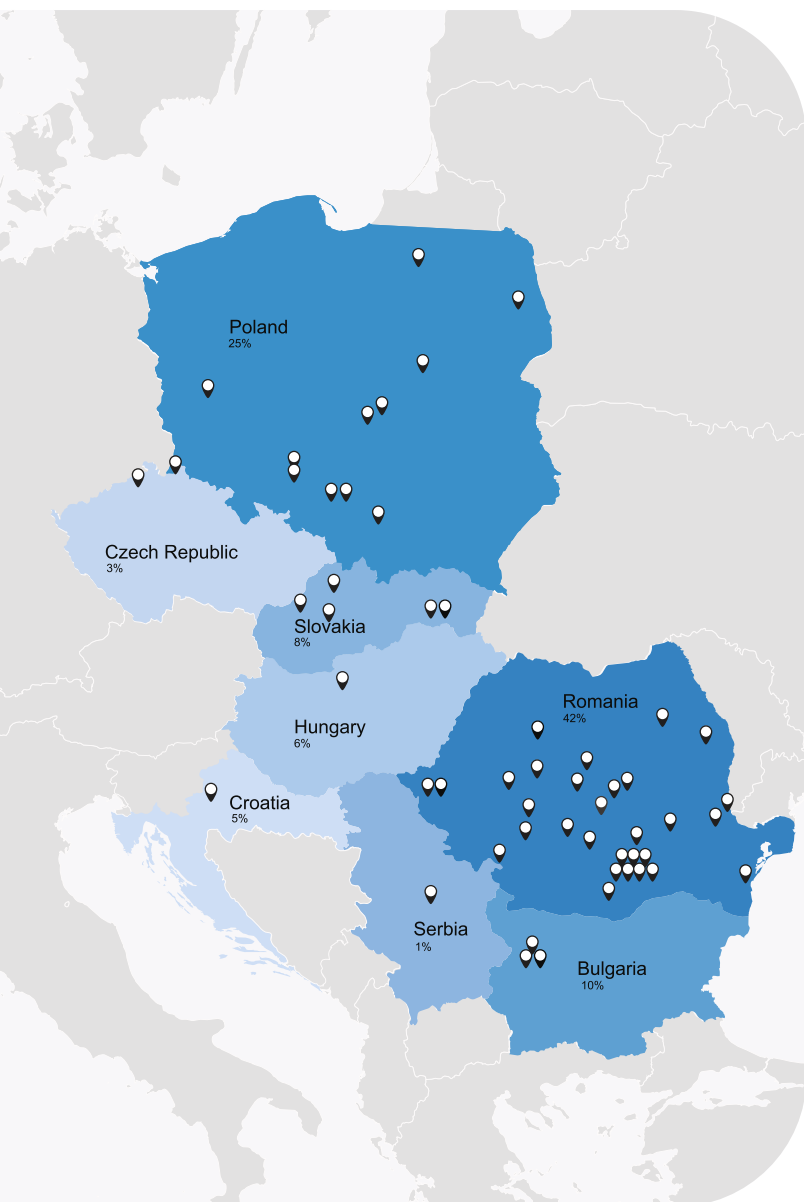 Poland
25%
Czech Republic
3%
Slovakia
8%
Romania
42%
Hungary
6%
Croatia
5%
Serbia
1%
Bulgaria
10%